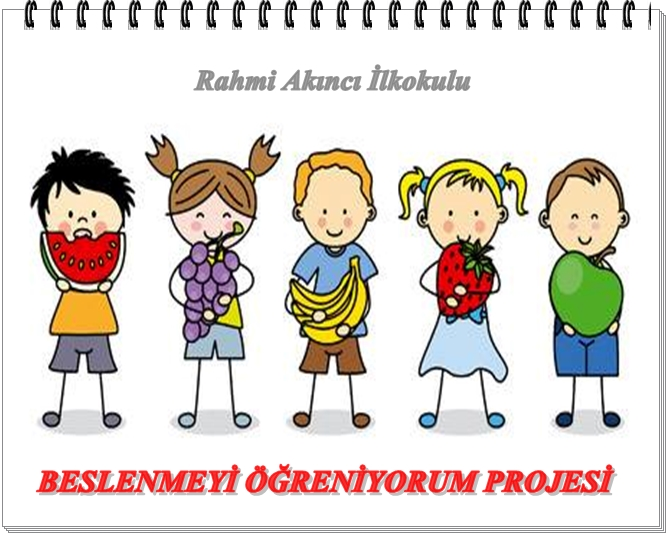 Rahmi Akıncı İlkokulu
BESLENMEYİ ÖĞRENİYORUM PROJESİ